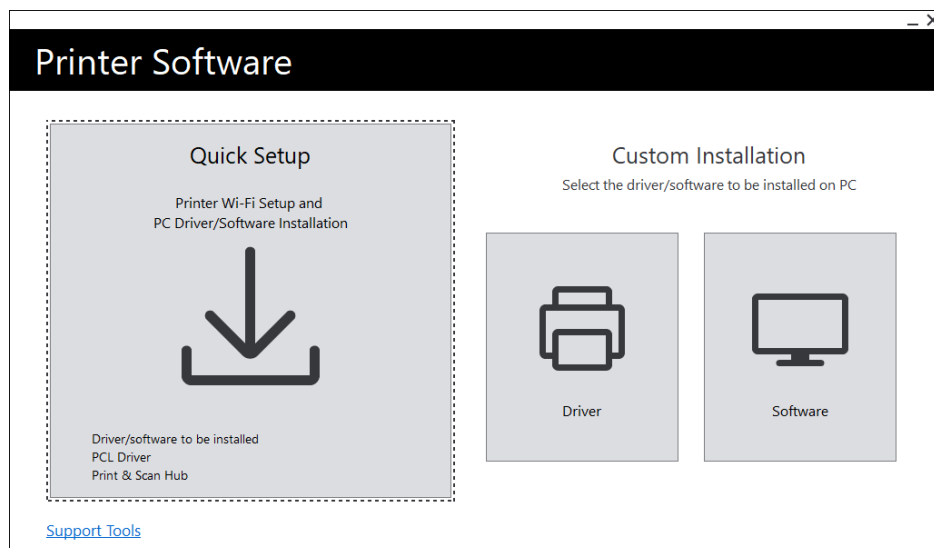 Printer Software
Quick Setup
Printer Wi-Fi Setup and
PC Driver/Software Installation
Driver/software to be installed
PCL Driver
Print & Scan Hub
Custom Installation
Select the driver/software to be installed on PC
Driver
Software
Support Tools